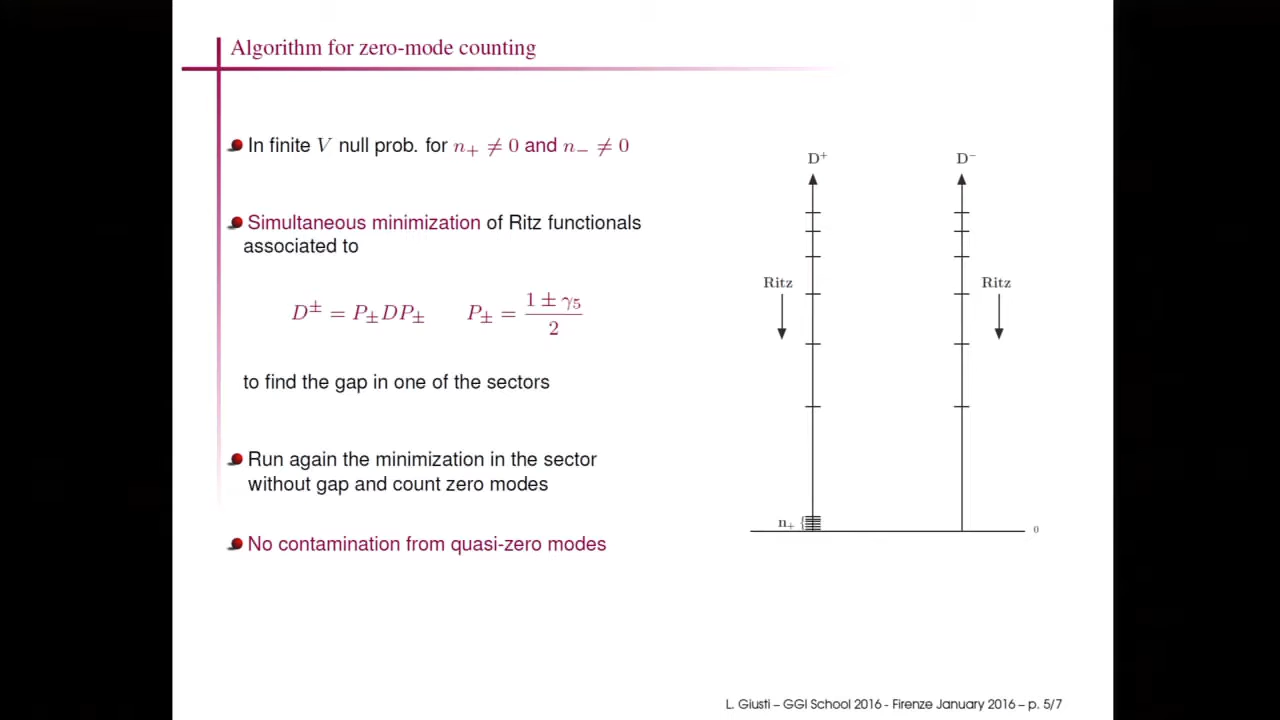 Algorithm for zero-mode counting
In finite V null prob. for n₊ ≠ 0 and n₋ ≠ 0
Simultaneous minimization of Ritz functionals
associated to
D^± = P_± D P_±    P_± = (1 ± γ₅) / 2
to find the gap in one of the sectors
Run again the minimization in the sector
without gap and count zero modes
No contamination from quasi-zero modes
D⁺    D⁻
Ritz    Ritz
n₊ {
0
L. Giusti – GGI School 2016 - Firenze January 2016 – p. 5/7